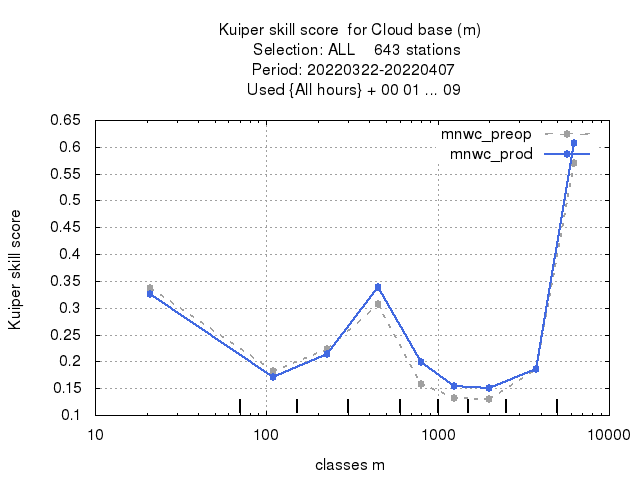 Kuiper skill score  for Cloud base (m)
Selection: ALL    643 stations
Period: 20220322-20220407
Used {All hours} + 00 01 ... 09
mnwc_preop
mnwc_prod
Kuiper skill score
0.65
0.6
0.55
0.5
0.45
0.4
0.35
0.3
0.25
0.2
0.15
0.1
10 100 1000 10000
classes m